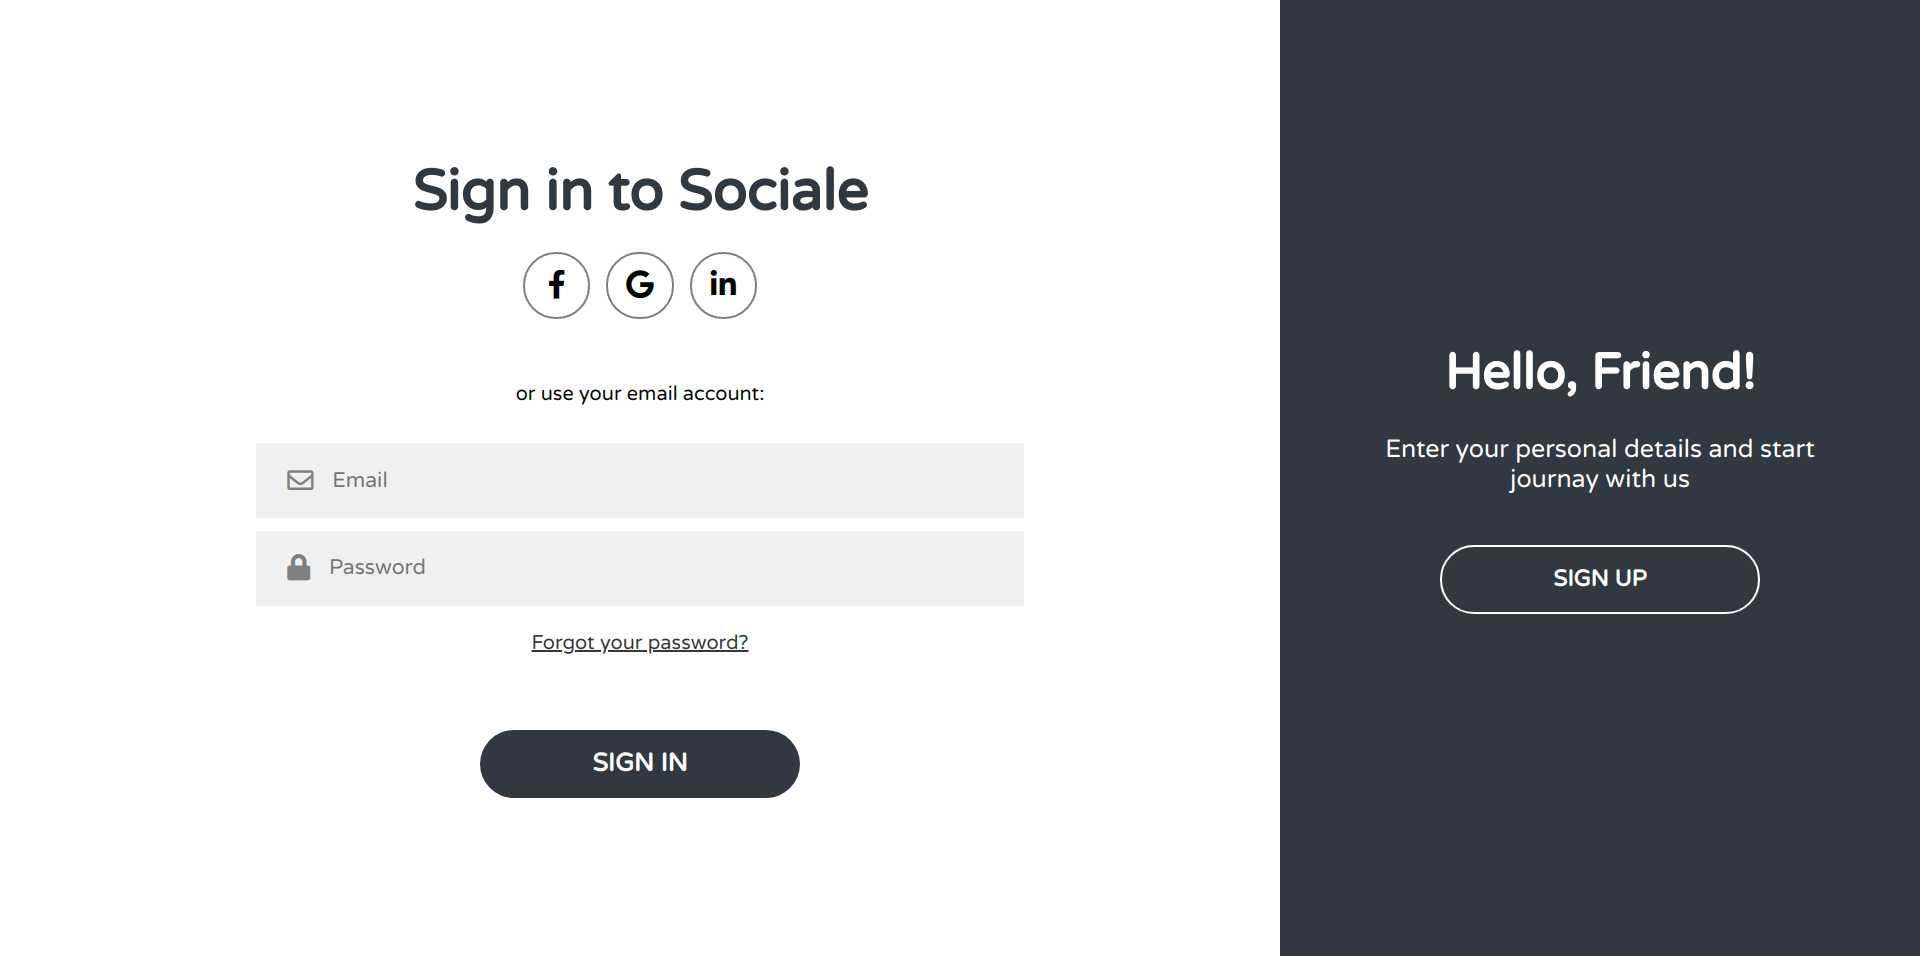 Sign in to Sociale
or use your email account:
Email
Password
Forgot your password?
SIGN IN
Hello, Friend!
Enter your personal details and start
journay with us
SIGN UP